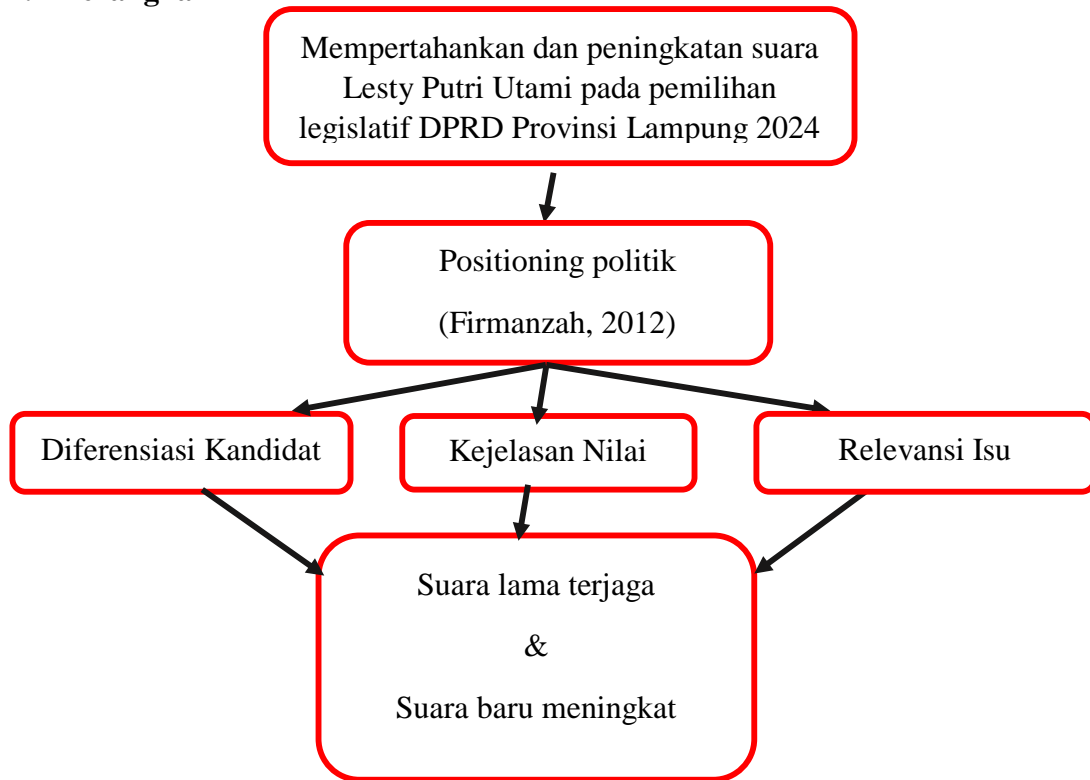 Mempertahankan dan peningkatan suara
Lesty Putri Utami pada pemilihan
legislatif DPRD Provinsi Lampung 2024
Positioning politik
(Firmanzah, 2012)
Diferensiasi Kandidat
Kejelasan Nilai
Relevansi Isu
Suara lama terjaga
&
Suara baru meningkat